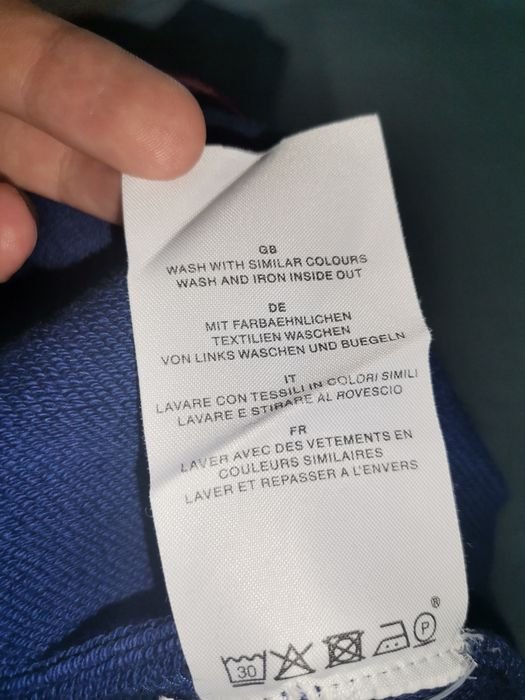 GB
WASH WITH SIMILAR COLOURS
WASH AND IRON INSIDE OUT
DE
MIT FARBAEHNLICHEN
TEXTILIEN WASCHEN
VON LINKS WASCHEN UND BUEGELN
IT
LAVARE CON TESSILI IN COLORI SIMILI
LAVARE E STIRARE AL ROVESCIO
FR
LAVER AVEC DES VETEMENTS EN
COULEURS SIMILAIRES
LAVER ET REPASSER A L'ENVERS
30 P ®